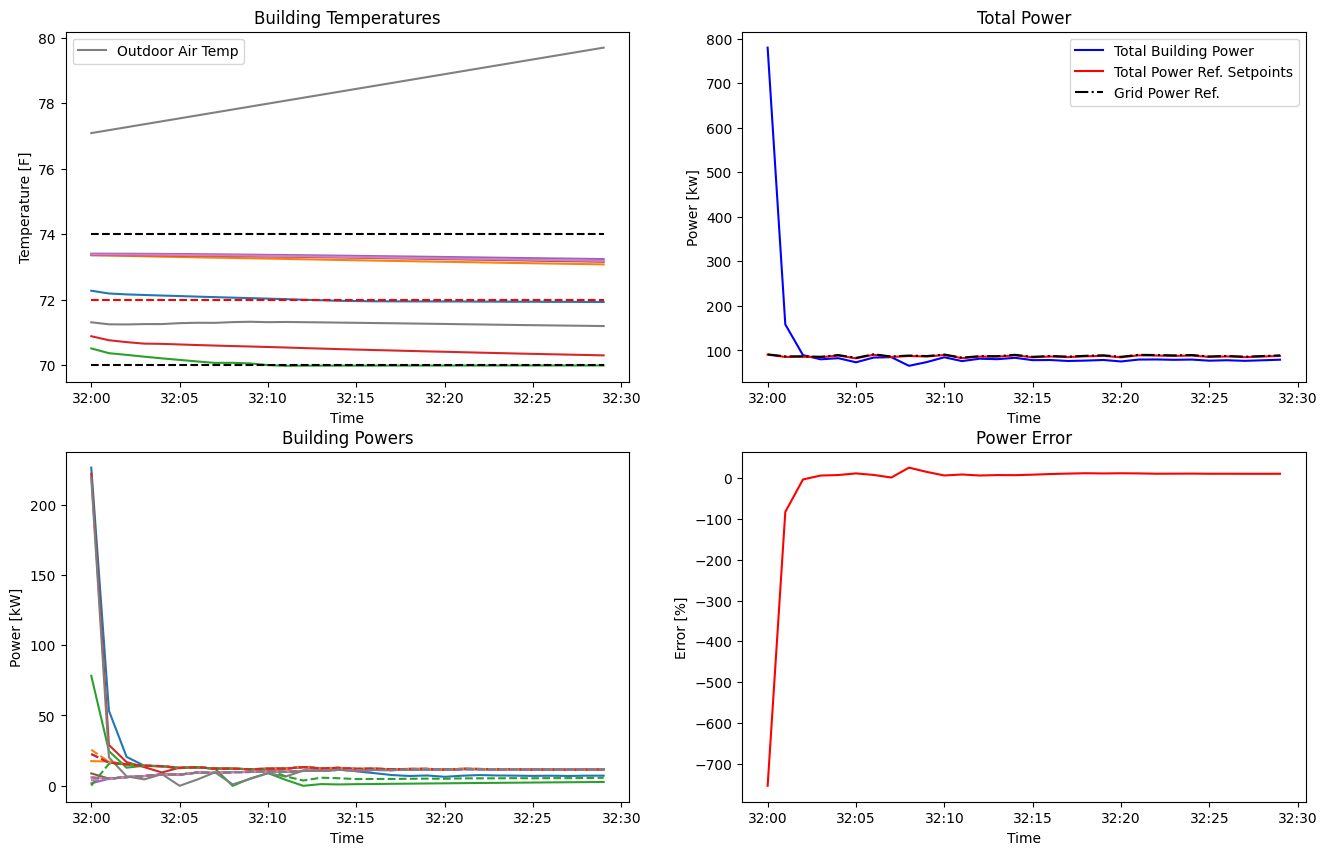 Building Temperatures
Outdoor Air Temp
80
78
76
74
72
70
Temperature [F]
32:00 32:05 32:10 32:15 32:20 32:25 32:30
Time
Total Power
Total Building Power
Total Power Ref. Setpoints
Grid Power Ref.
800
700
600
500
400
300
200
100
Power [kw]
32:00 32:05 32:10 32:15 32:20 32:25 32:30
Time
Building Powers
200
150
100
50
0
Power [kW]
32:00 32:05 32:10 32:15 32:20 32:25 32:30
Time
Power Error
0
−100
−200
−300
−400
−500
−600
−700
Error [%]
32:00 32:05 32:10 32:15 32:20 32:25 32:30
Time